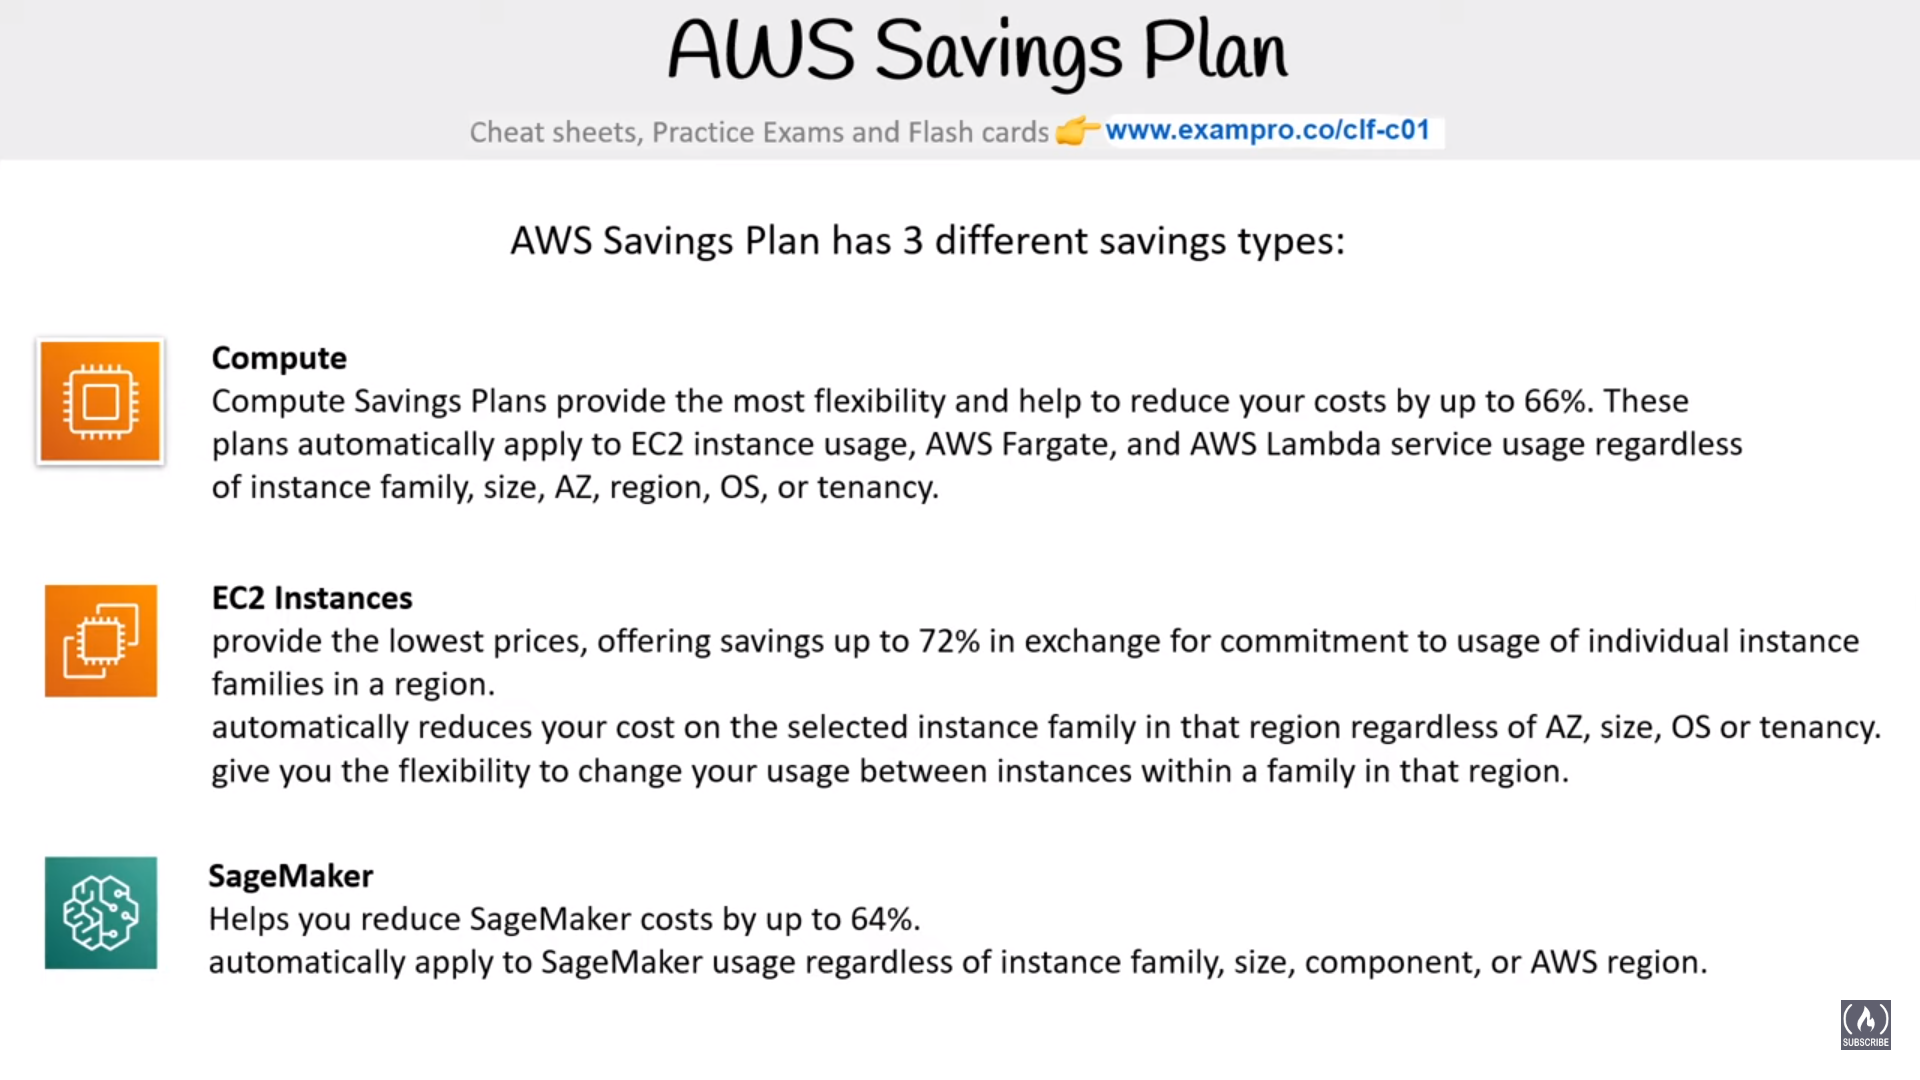 AWS Savings Plan
Cheat sheets, Practice Exams and Flash cards 👉 www.exampro.co/clf-c01
AWS Savings Plan has 3 different savings types:
Compute
Compute Savings Plans provide the most flexibility and help to reduce your costs by up to 66%. These
plans automatically apply to EC2 instance usage, AWS Fargate, and AWS Lambda service usage regardless
of instance family, size, AZ, region, OS, or tenancy.
EC2 Instances
provide the lowest prices, offering savings up to 72% in exchange for commitment to usage of individual instance
families in a region.
automatically reduces your cost on the selected instance family in that region regardless of AZ, size, OS or tenancy.
give you the flexibility to change your usage between instances within a family in that region.
SageMaker
Helps you reduce SageMaker costs by up to 64%.
automatically apply to SageMaker usage regardless of instance family, size, component, or AWS region.
SUBSCRIBE